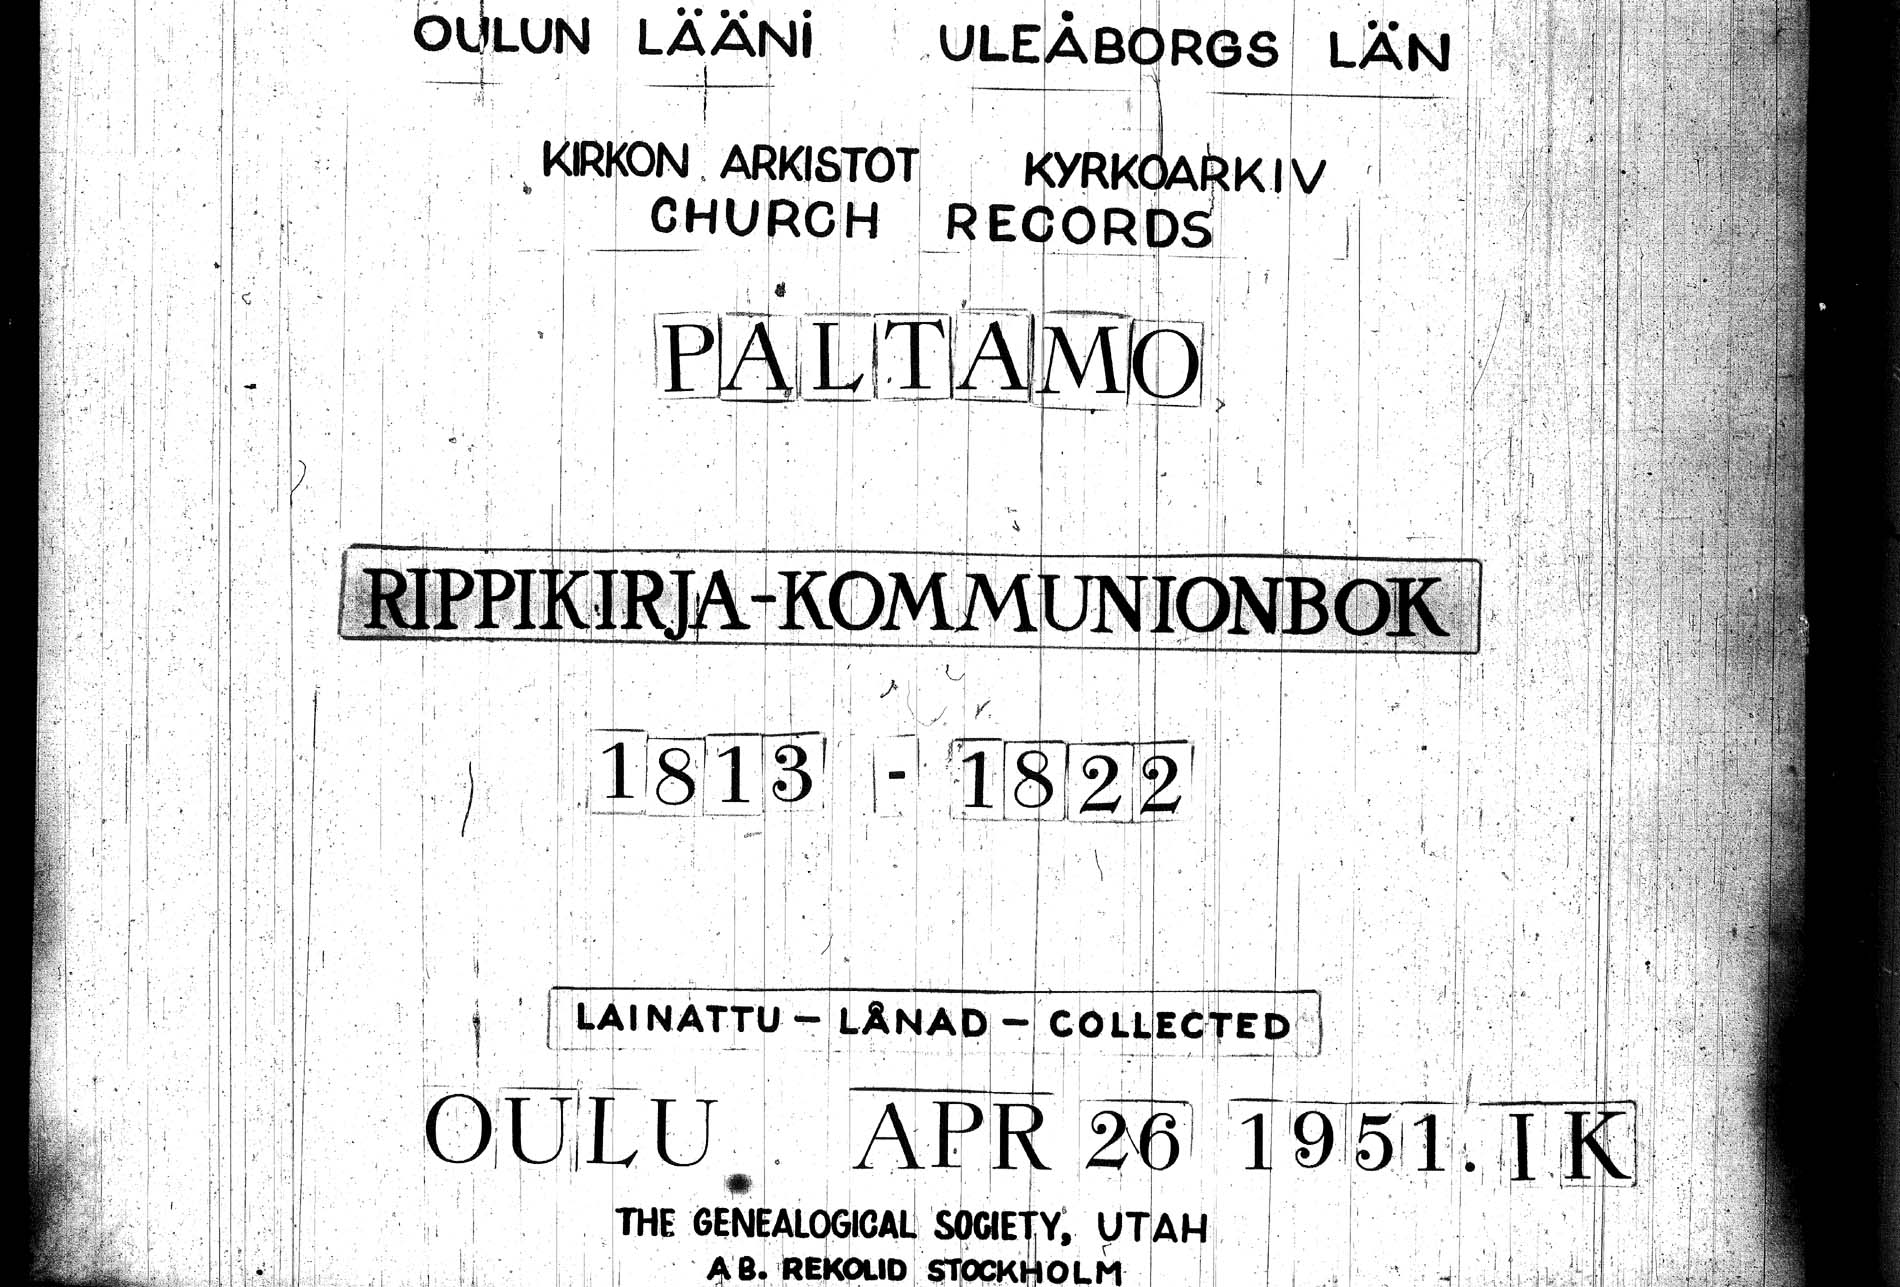 OULUN LÄÄNI ULEÅBORGS LÄN
KIRKON ARKISTOT KYRKOARKIV
CHURCH RECORDS
PALTAMO
RIPPIKIRJA-KOMMUNIONBOK
1813 - 1822
LAINATTU - LÅNAD - COLLECTED
OULU APR 26 1951. IK
THE GENEALOGICAL SOCIETY, UTAH
AB. REKOLID STOCKHOLM